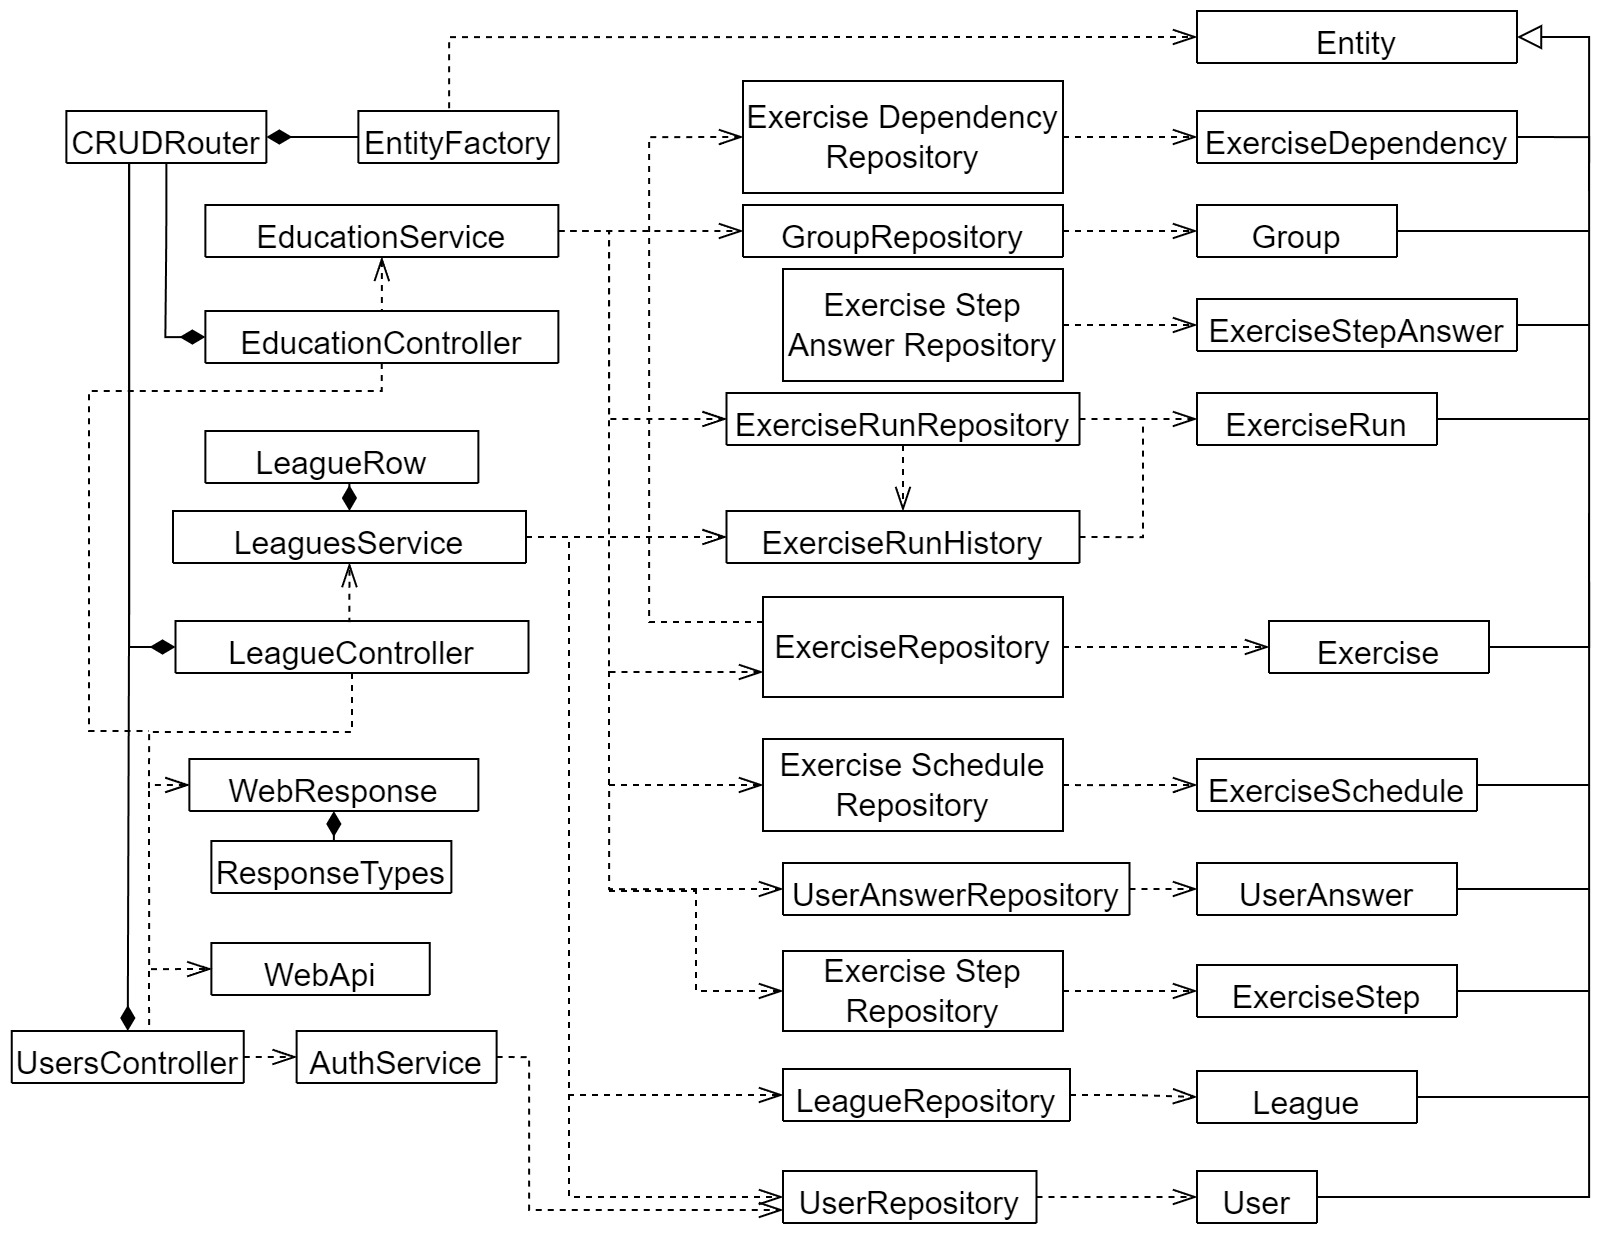 Entity
CRUDRouter
EntityFactory
Exercise Dependency
Repository
ExerciseDependency
EducationService
GroupRepository
Group
EducationController
Exercise Step
Answer Repository
ExerciseStepAnswer
LeagueRow
ExerciseRunRepository
ExerciseRun
LeaguesService
ExerciseRunHistory
LeagueController
ExerciseRepository
Exercise
WebResponse
Exercise Schedule
Repository
ExerciseSchedule
ResponseTypes
UserAnswerRepository
UserAnswer
WebApi
Exercise Step
Repository
ExerciseStep
UsersController
AuthService
LeagueRepository
League
UserRepository
User